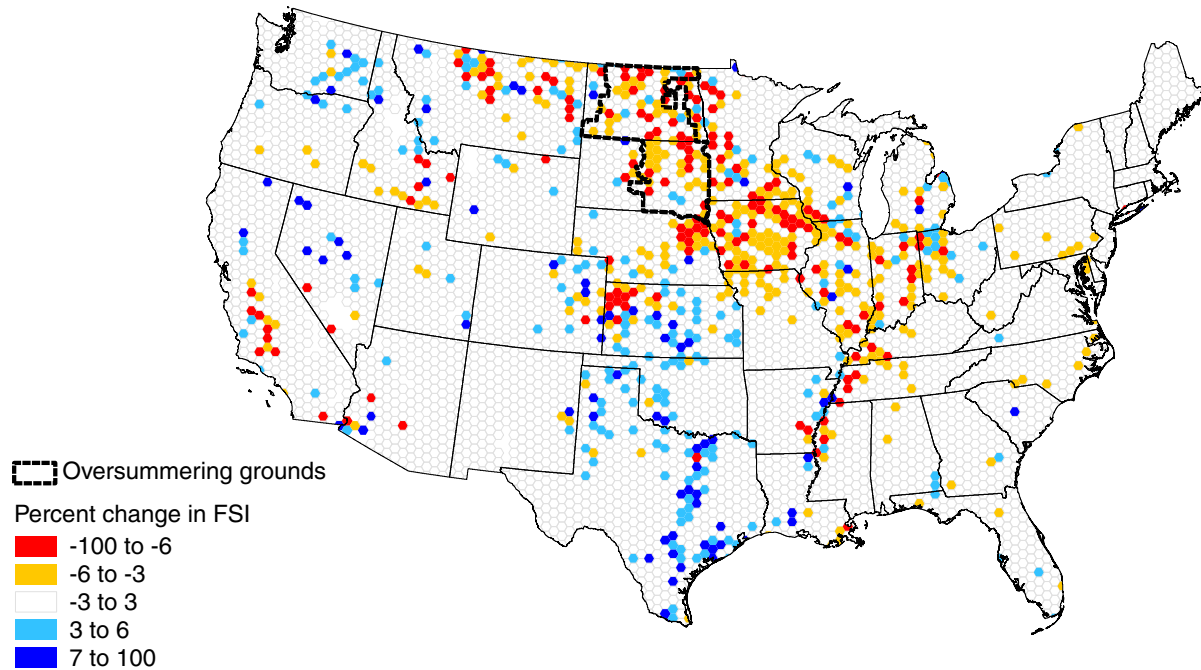 Oversummering grounds
Percent change in FSI
-100 to -6
-6 to -3
-3 to 3
3 to 6
7 to 100